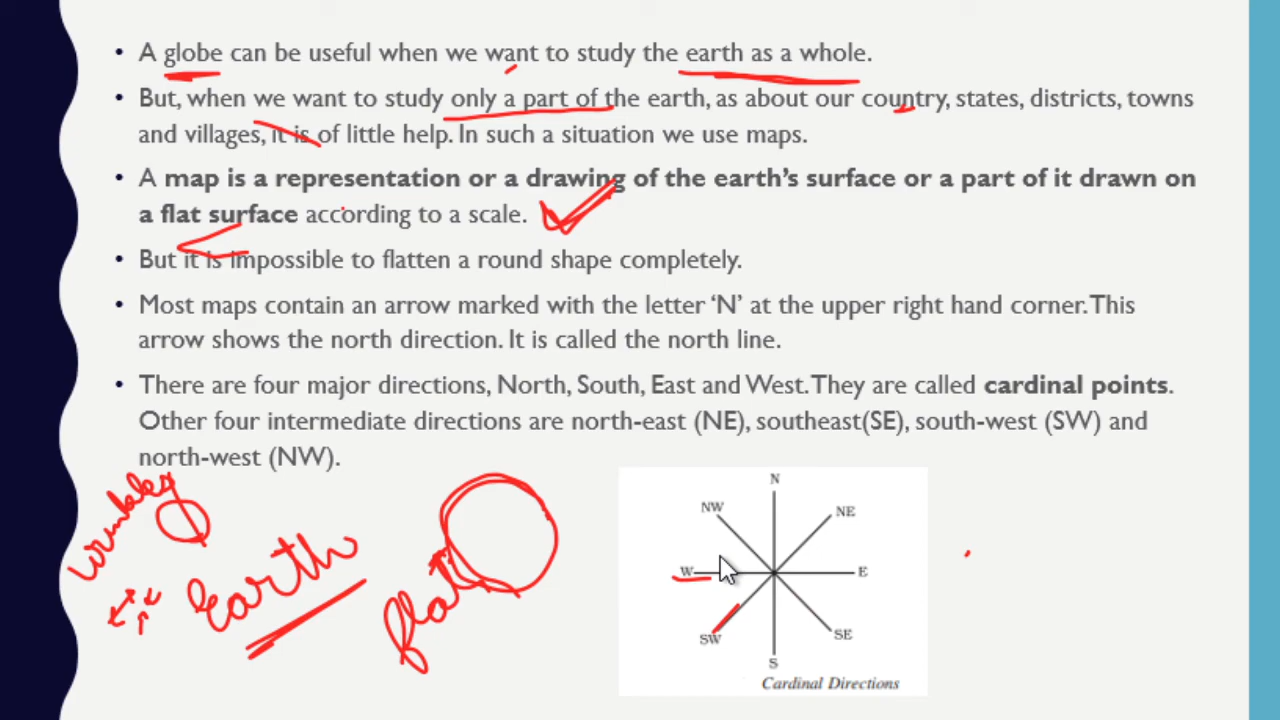 • A globe can be useful when we want to study the earth as a whole.
• But, when we want to study only a part of the earth, as about our country, states, districts, towns
and villages, it is of little help. In such a situation we use maps.
• A map is a representation or a drawing of the earth's surface or a part of it drawn on
a flat surface according to a scale.
• But it is impossible to flatten a round shape completely.
• Most maps contain an arrow marked with the letter 'N' at the upper right hand corner. This
arrow shows the north direction. It is called the north line.
• There are four major directions, North, South, East and West. They are called cardinal points.
Other four intermediate directions are north-east (NE), southeast(SE), south-west (SW) and
north-west (NW).
Earth
flat
N
NW
NE
W
E
SW
SE
S
Cardinal Directions